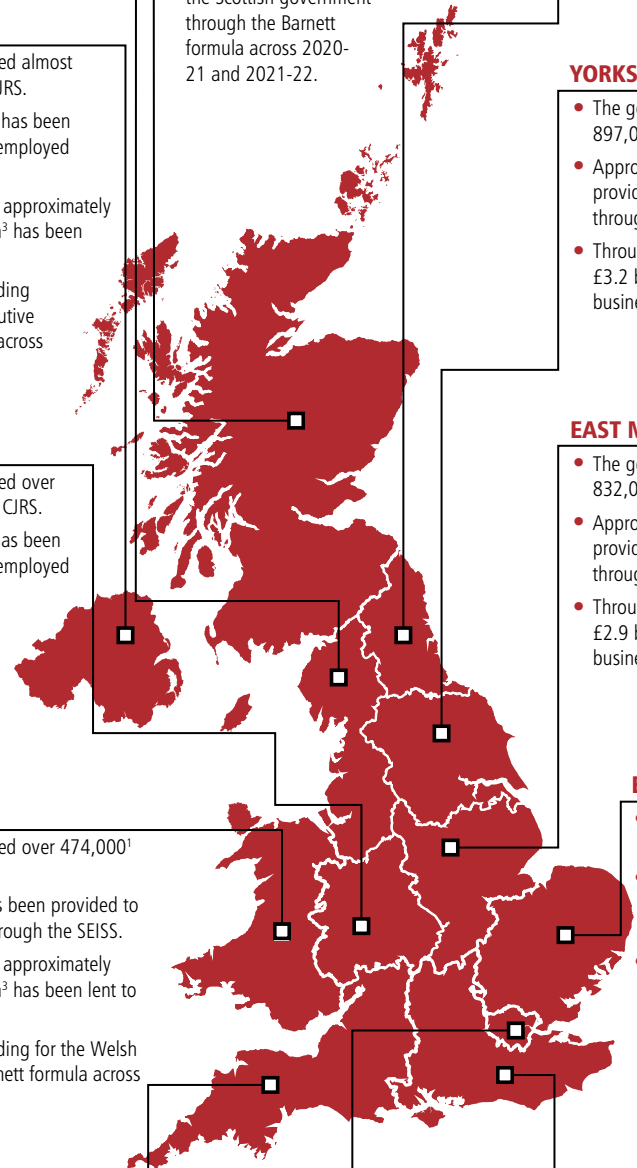 the Scottish government
through the Barnett
formula across 2020-
21 and 2021-22.
ed almost
JRS.
has been
employed
approximately
³ has been
ding
utive
across
ed over
CJRS.
as been
employed
ed over 474,000¹
s been provided to
rough the SEISS.
approximately
³ has been lent to
ding for the Welsh
nett formula across
YORKS
• The g
897,0
• Appro
provid
throug
• Throu
£3.2 b
busine
EAST M
• The g
832,0
• Appro
provid
throug
• Throu
£2.9 b
busine